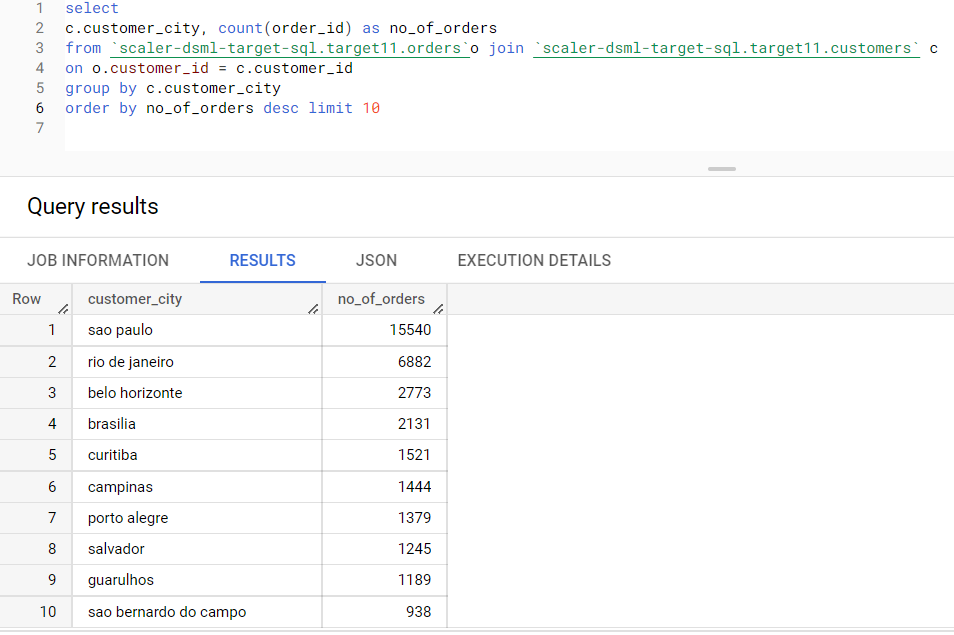 1 select
2 c.customer_city, count(order_id) as no_of_orders
3 from `scaler-dsml-target-sql.target11.orders`o join `scaler-dsml-target-sql.target11.customers` c
4 on o.customer_id = c.customer_id
5 group by c.customer_city
6 order by no_of_orders desc limit 10
7
Query results
JOB INFORMATION RESULTS JSON EXECUTION DETAILS
Row customer_city no_of_orders
1 sao paulo 15540
2 rio de janeiro 6882
3 belo horizonte 2773
4 brasilia 2131
5 curitiba 1521
6 campinas 1444
7 porto alegre 1379
8 salvador 1245
9 guarulhos 1189
10 sao bernardo do campo 938